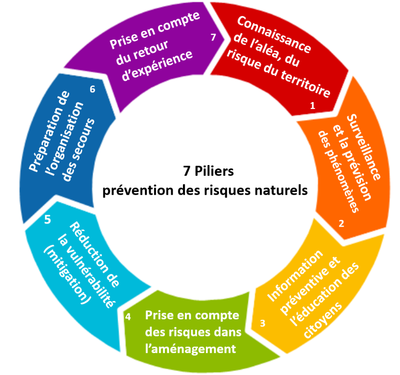 7 Piliers
prévention des risques naturels
Connaissance
de l'aléa, du
risque du territoire
1
Surveillance
et la prévision
des phénomènes
2
Information
préventive et
l'éducation des
citoyens
3
Prise en compte
des risques dans
l'aménagement
4
Réduction de
la vulnérabilité
(mitigation)
5
Préparation de
l'organisation
des secours
6
Prise en compte
du retour
d'expérience
7